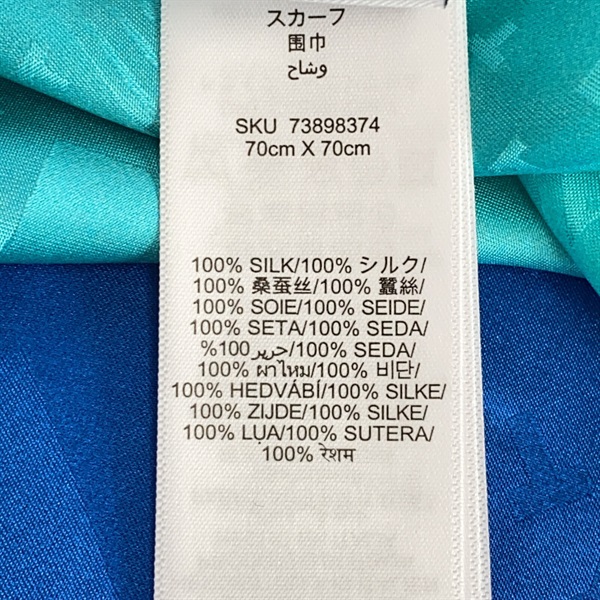 スカーフ
围巾
وشاح
SKU 73898374
70cm X 70cm
100% SILK/100% シルク/
100% 桑蚕丝/100% 蠶絲/
100% SOIE/100% SEIDE/
100% SETA/100% SEDA/
%100 حرير/100% SEDA/
100% ผ้าไหม/100% 비단/
100% HEDVÁBÍ/100% SILKE/
100% ZIJDE/100% SILKE/
100% LỤA/100% SUTERA/
100% रेशम